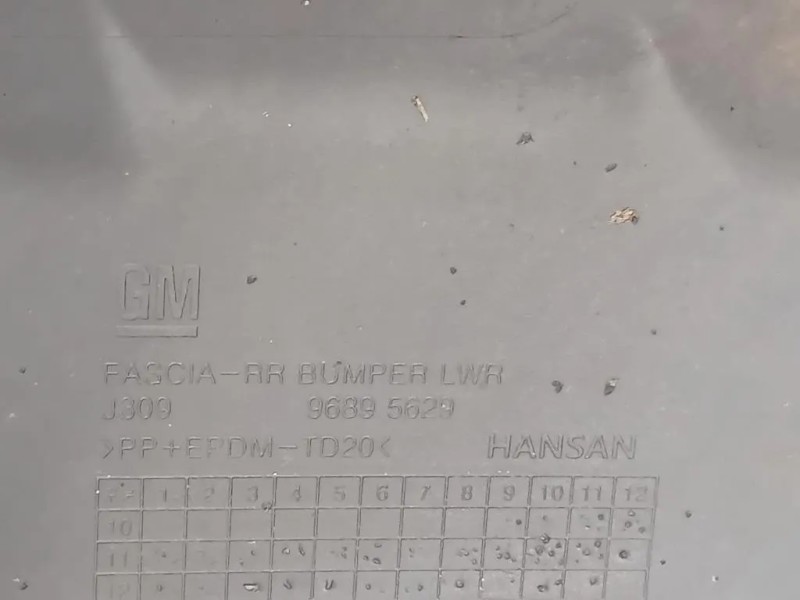 GM
FASCIA-RR BUMPER LWR
J309 9689 5629
>PP+EPDM-TD20< HANSAN
1 2 3 4 5 6 7 8 9 10 11 12
10
11
12